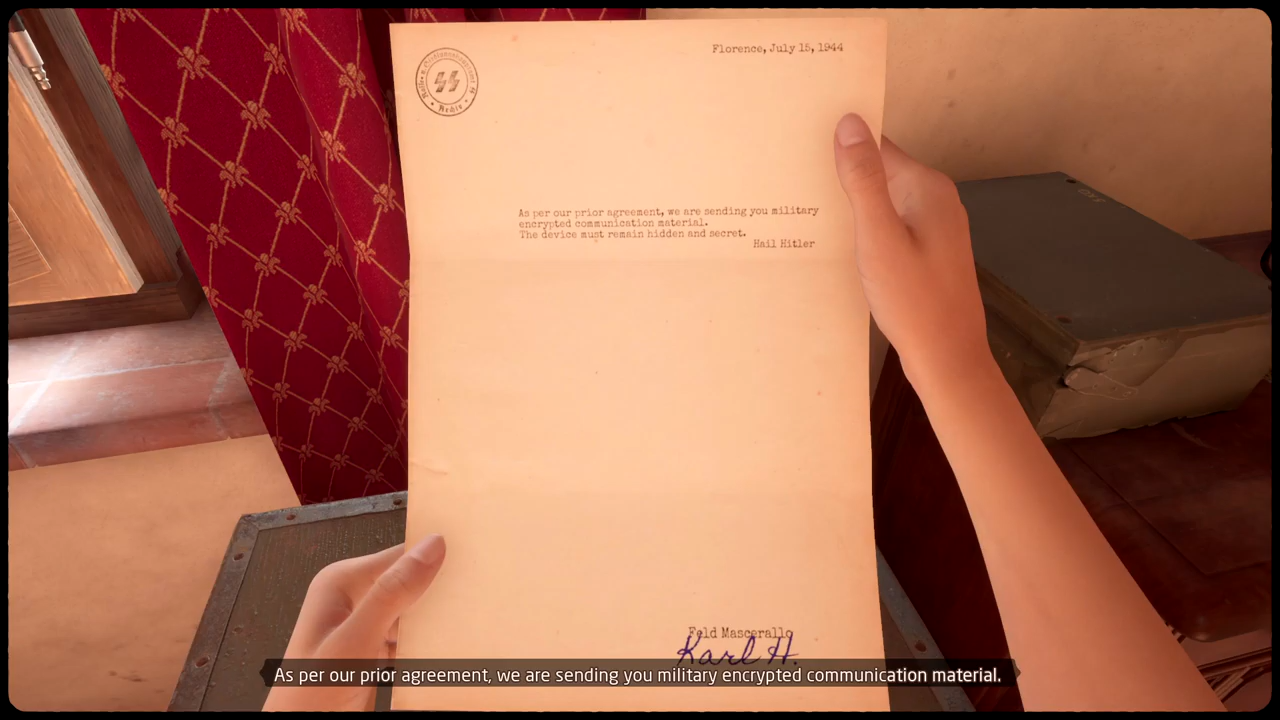 Florence, July 15, 1944
As per our prior agreement, we are sending you military
encrypted communication material.
The device must remain hidden and secret.
Hail Hitler
Feld Mascerallo
Karl H.
As per our prior agreement, we are sending you military encrypted communication material.